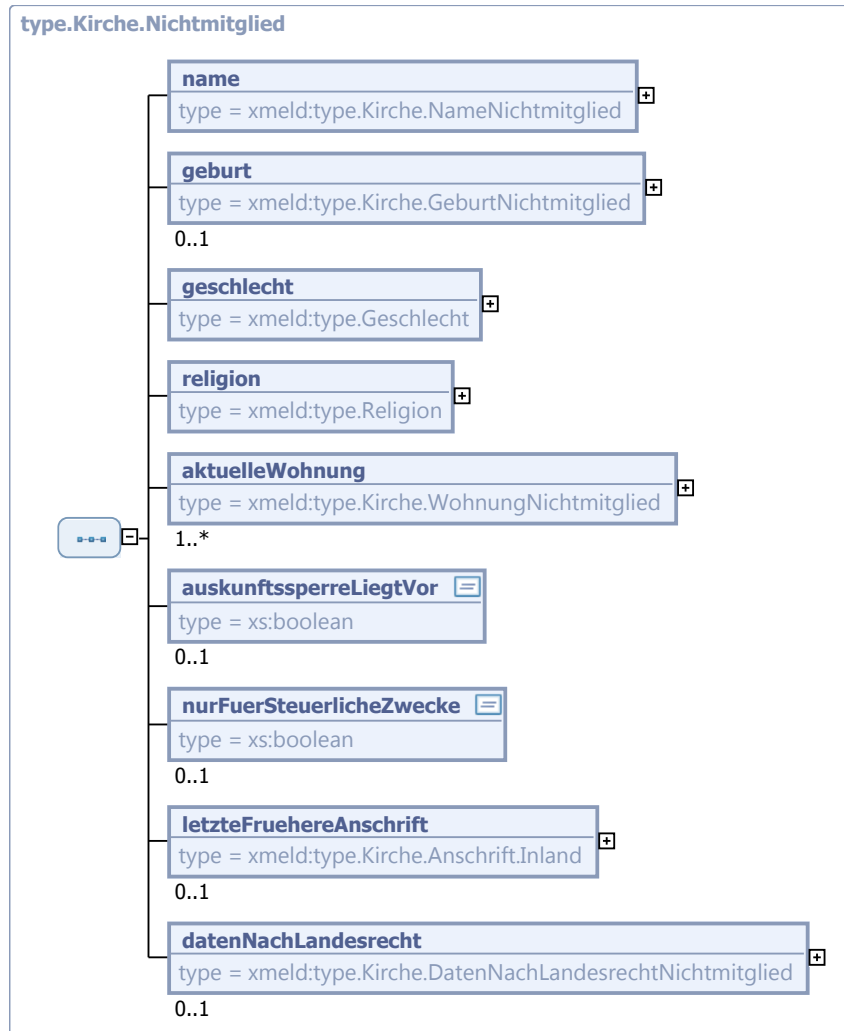 type.Kirche.Nichtmitglied
name
type = xmeld:type.Kirche.NameNichtmitglied
geburt
type = xmeld:type.Kirche.GeburtNichtmitglied
0..1
geschlecht
type = xmeld:type.Geschlecht
religion
type = xmeld:type.Religion
aktuelleWohnung
type = xmeld:type.Kirche.WohnungNichtmitglied
1..*
auskunftssperreLiegtVor
type = xs:boolean
0..1
nurFuerSteuerlicheZwecke
type = xs:boolean
0..1
letzteFruehereAnschrift
type = xmeld:type.Kirche.Anschrift.Inland
0..1
datenNachLandesrecht
type = xmeld:type.Kirche.DatenNachLandesrechtNichtmitglied
0..1